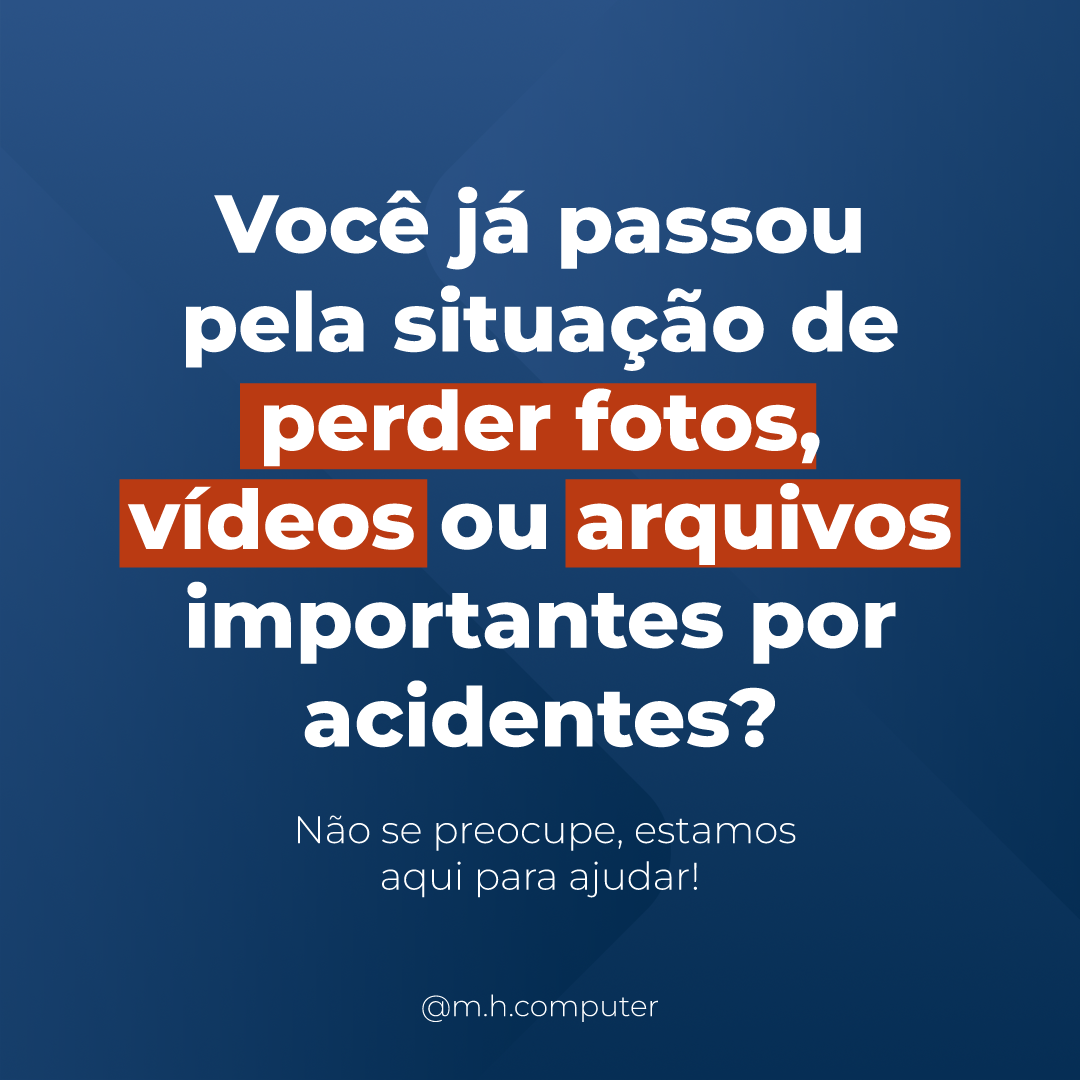 Você já passou
pela situação de
perder fotos,
vídeos ou arquivos
importantes por
acidentes?
Não se preocupe, estamos
aqui para ajudar!
@m.h.computer